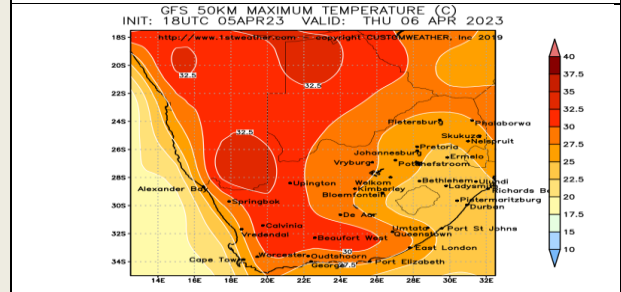 GFS 50KM MAXIMUM TEMPERATURE (C)
INIT: 18UTC 05APR23 VALID: THU 06 APR 2023
http://www.1stweather.com copyright CUSTOMWEATHER, Inc 2019
18S
20S
22S
24S
26S
28S
30S
32S
34S
14E 16E 18E 20E 22E 24E 26E 28E 30E 32E
40
37.5
35
32.5
30
27.5
25
22.5
20
17.5
15
10
32.5
32.5
32.5
30
Pietersburg
Phalaborwa
Skukuza
Nelspruit
Pretoria
Johannesburg
Ermelo
Vryburg
Potchefstroom
Bethlehem
Ulundi
Welkom
Ladysmith
Alexander Bay
Upington
Kimberley
Richards B
Bloemfontein
Springbok
Pietermaritzburg
Durban
De Aar
Calvinia
Umtata
Port St Johns
Vredendal
Beaufort West
Queenstown
East London
Cape Town
Worcester
Oudtshoorn
George
Port Elizabeth